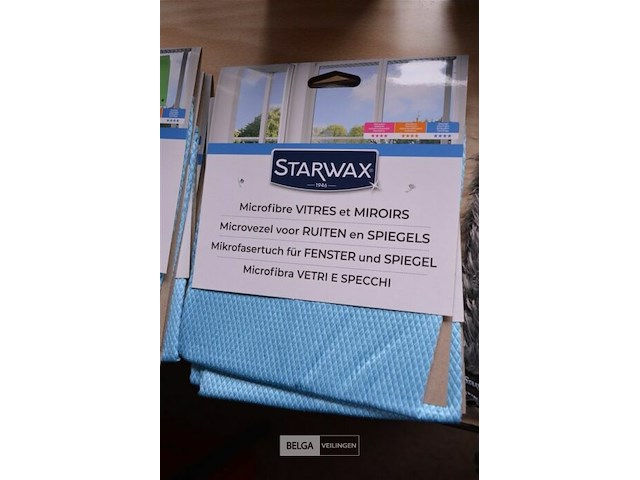 STARWAX
1946
Microfibre VITRES et MIROIRS
Microvezel voor RUITEN en SPIEGELS
Mikrofasertuch für FENSTER und SPIEGEL
Microfibra VETRI E SPECCHI
BELGA VEILINGEN